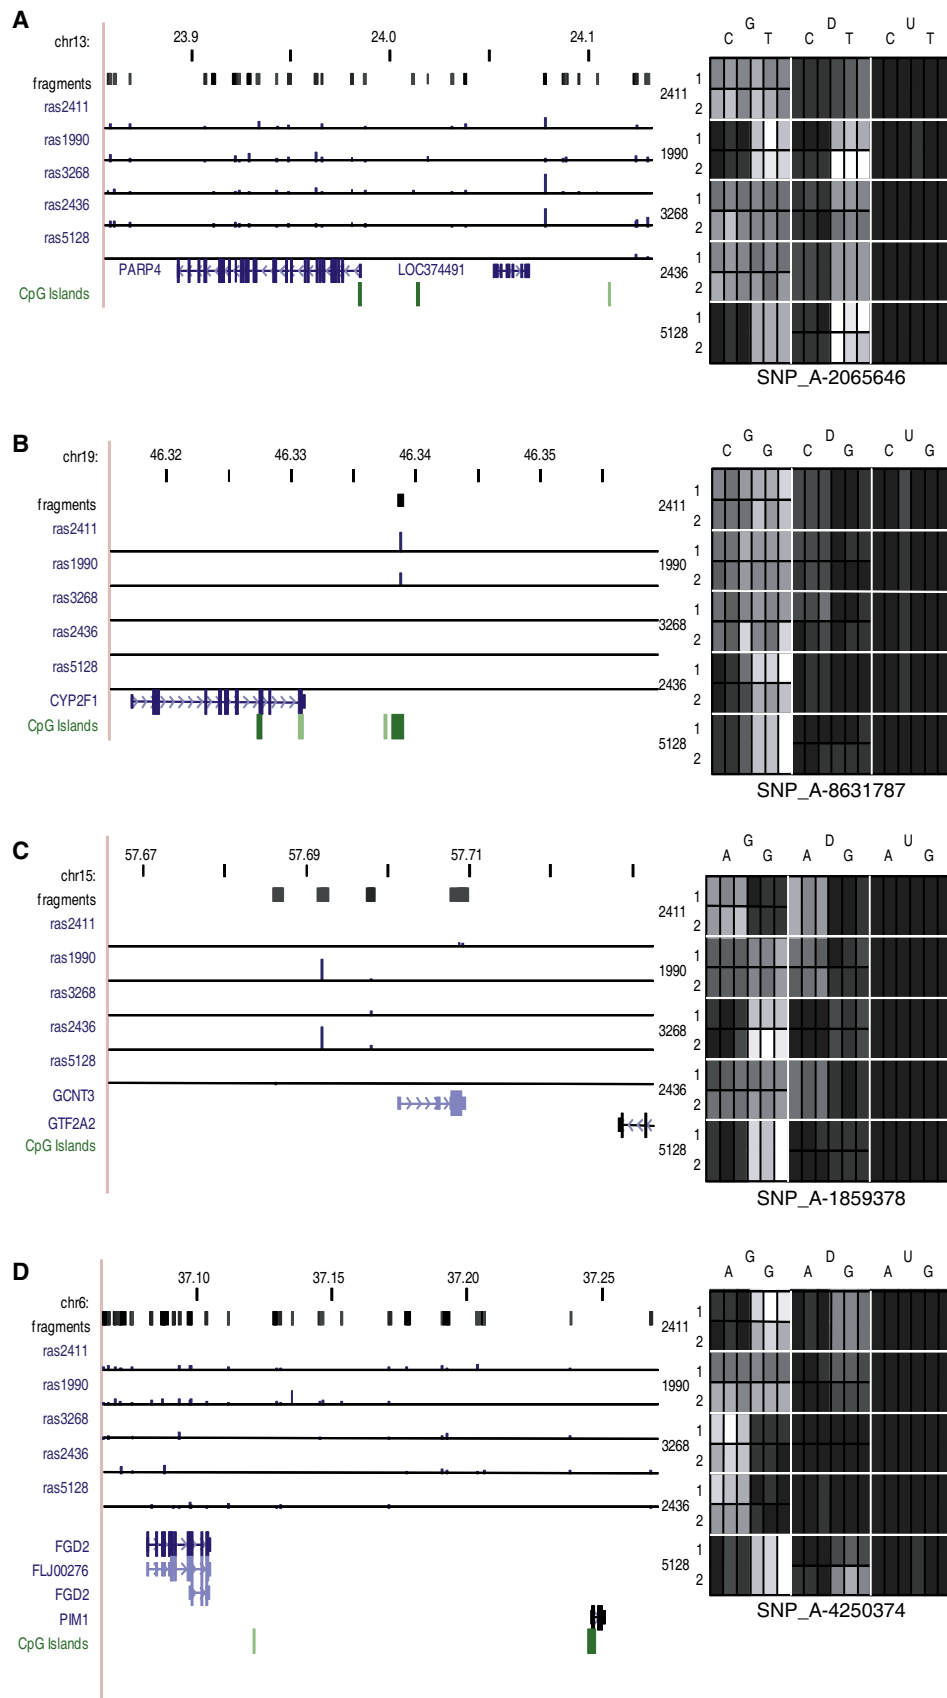 A
chr13:
23.9 24.0 24.1
fragments
ras2411
ras1990
ras3268
ras2436
ras5128
PARP4 LOC374491
CpG Islands
G D U
C T C T C T
2411 1 2
1990 1 2
3268 1 2
2436 1 2
5128 1 2
SNP_A-2065646
B
chr19:
46.32 46.33 46.34 46.35
fragments
ras2411
ras1990
ras3268
ras2436
ras5128
CYP2F1
CpG Islands
G D U
C G C G C G
2411 1 2
1990 1 2
3268 1 2
2436 1 2
5128 1 2
SNP_A-8631787
C
57.67 57.69 57.71
chr15:
fragments
ras2411
ras1990
ras3268
ras2436
ras5128
GCNT3
GTF2A2
CpG Islands
G D U
A G A G A G
2411 1 2
1990 1 2
3268 1 2
2436 1 2
5128 1 2
SNP_A-1859378
D
37.10 37.15 37.20 37.25
chr6:
fragments
ras2411
ras1990
ras3268
ras2436
ras5128
FGD2
FLJ00276
FGD2
PIM1
CpG Islands
G D U
A G A G A G
2411 1 2
1990 1 2
3268 1 2
2436 1 2
5128 1 2
SNP_A-4250374